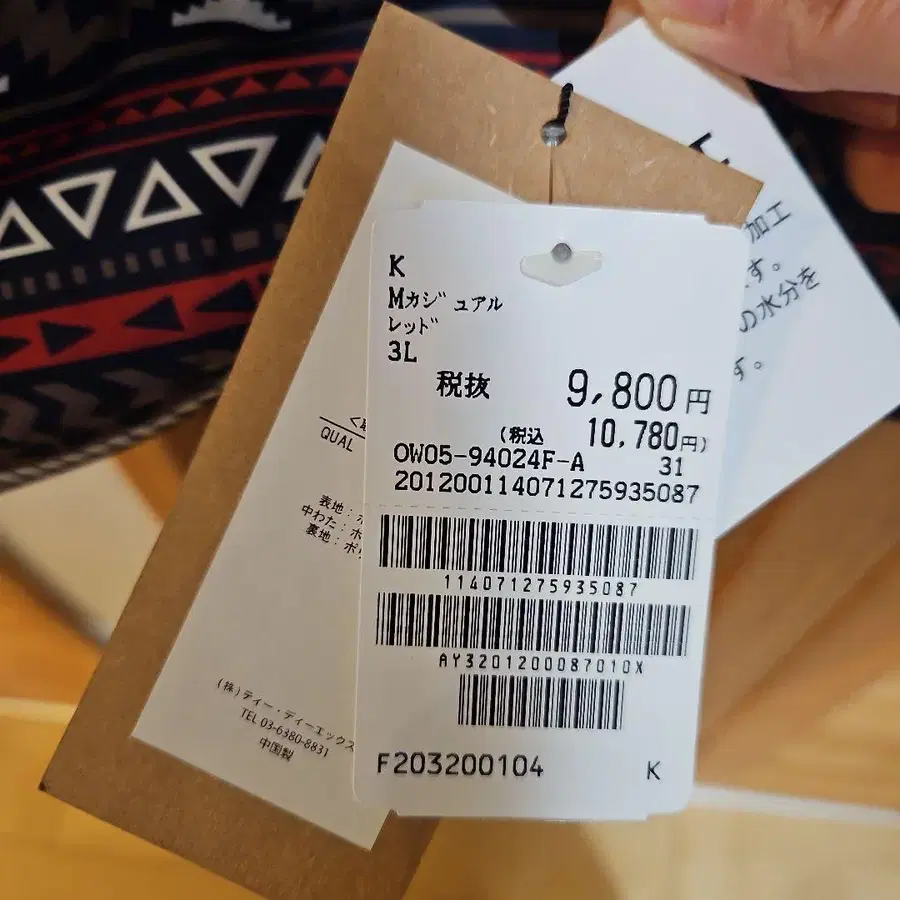 K
Mカジュアル
レッド
3L
税抜 9,800円
(税込 10,780円)
OW05-94024F-A 31
201200114071275935087
114071275935087
AY3201200087010X
F203200104 K
QUAL
表地:
中わた:
裏地:
(株)ティー・ディーエックス
TEL 03-6380-8831
中国製
加工
す。
の水分を
す。